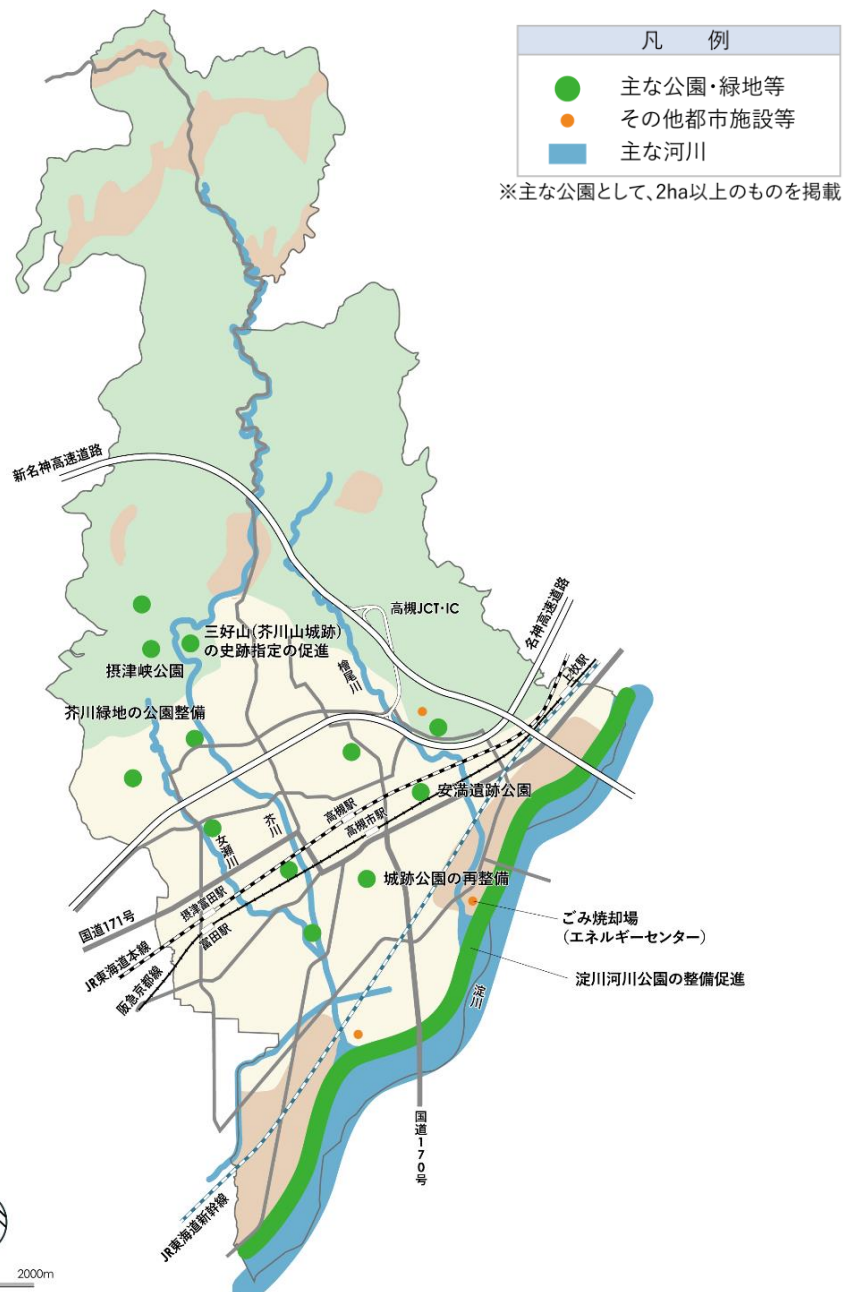 凡 例
主な公園・緑地等
その他都市施設等
主な河川
※主な公園として、2ha以上のものを掲載
新名神高速道路
高槻JCT・IC
名神高速道路
上牧駅
三好山(芥川山城跡)
の史跡指定の促進
摂津峡公園
檜尾川
芥川緑地の公園整備
安満遺跡公園
高槻駅
高槻市駅
芥川
女瀬川
城跡公園の再整備
摂津富田駅
富田駅
国道171号
JR東海道本線
阪急京都線
ごみ焼却場
(エネルギーセンター)
淀川河川公園の整備促進
淀川
国道170号
JR東海道新幹線
2000m